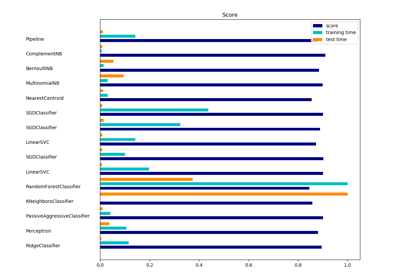 Score
score
training time
test time
Pipeline
ComplementNB
BernoulliNB
MultinomialNB
NearestCentroid
SGDClassifier
SGDClassifier
LinearSVC
SGDClassifier
LinearSVC
RandomForestClassifier
KNeighborsClassifier
PassiveAggressiveClassifier
Perceptron
RidgeClassifier
0.0 0.2 0.4 0.6 0.8 1.0